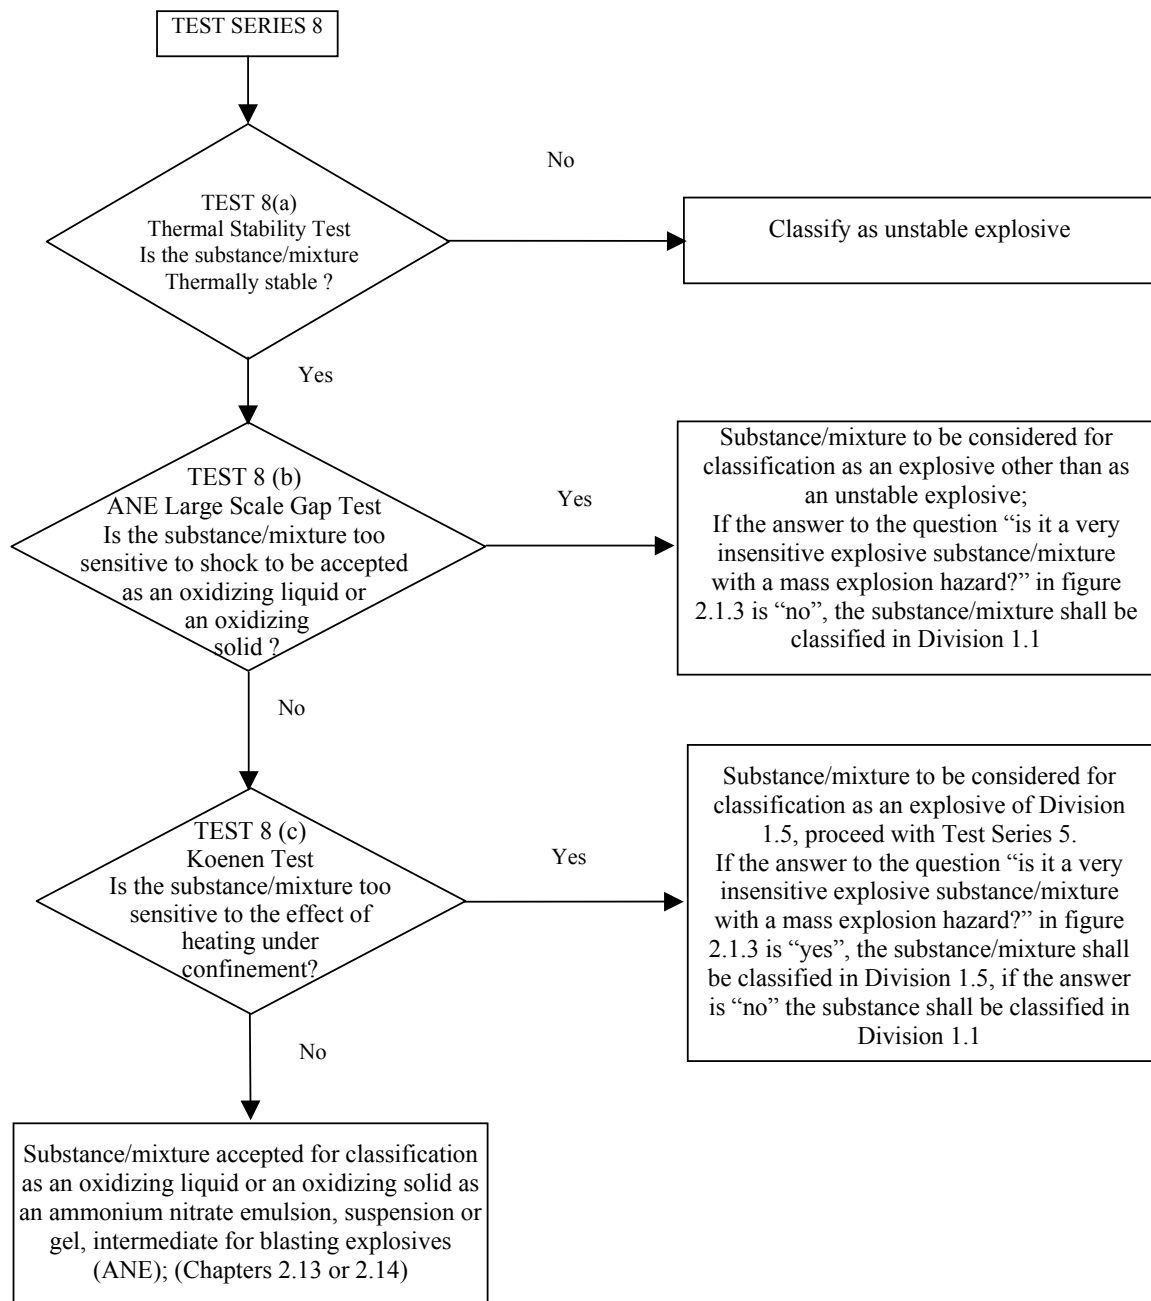 TEST SERIES 8
No
TEST 8(a)
Thermal Stability Test
Is the substance/mixture
Thermally stable ?
Classify as unstable explosive
Yes
TEST 8 (b)
ANE Large Scale Gap Test
Is the substance/mixture too
sensitive to shock to be accepted
as an oxidizing liquid or
an oxidizing
solid ?
Yes
Substance/mixture to be considered for
classification as an explosive other than as
an unstable explosive;
If the answer to the question “is it a very
insensitive explosive substance/mixture
with a mass explosion hazard?” in figure
2.1.3 is “no”, the substance/mixture shall be
classified in Division 1.1
No
TEST 8 (c)
Koenen Test
Is the substance/mixture too
sensitive to the effect of
heating under
confinement?
Yes
Substance/mixture to be considered for
classification as an explosive of Division
1.5, proceed with Test Series 5.
If the answer to the question “is it a very
insensitive explosive substance/mixture
with a mass explosion hazard?” in figure
2.1.3 is “yes”, the substance/mixture shall
be classified in Division 1.5, if the answer
is “no” the substance shall be classified in
Division 1.1
No
Substance/mixture accepted for classification
as an oxidizing liquid or an oxidizing solid as
an ammonium nitrate emulsion, suspension or
gel, intermediate for blasting explosives
(ANE); (Chapters 2.13 or 2.14)